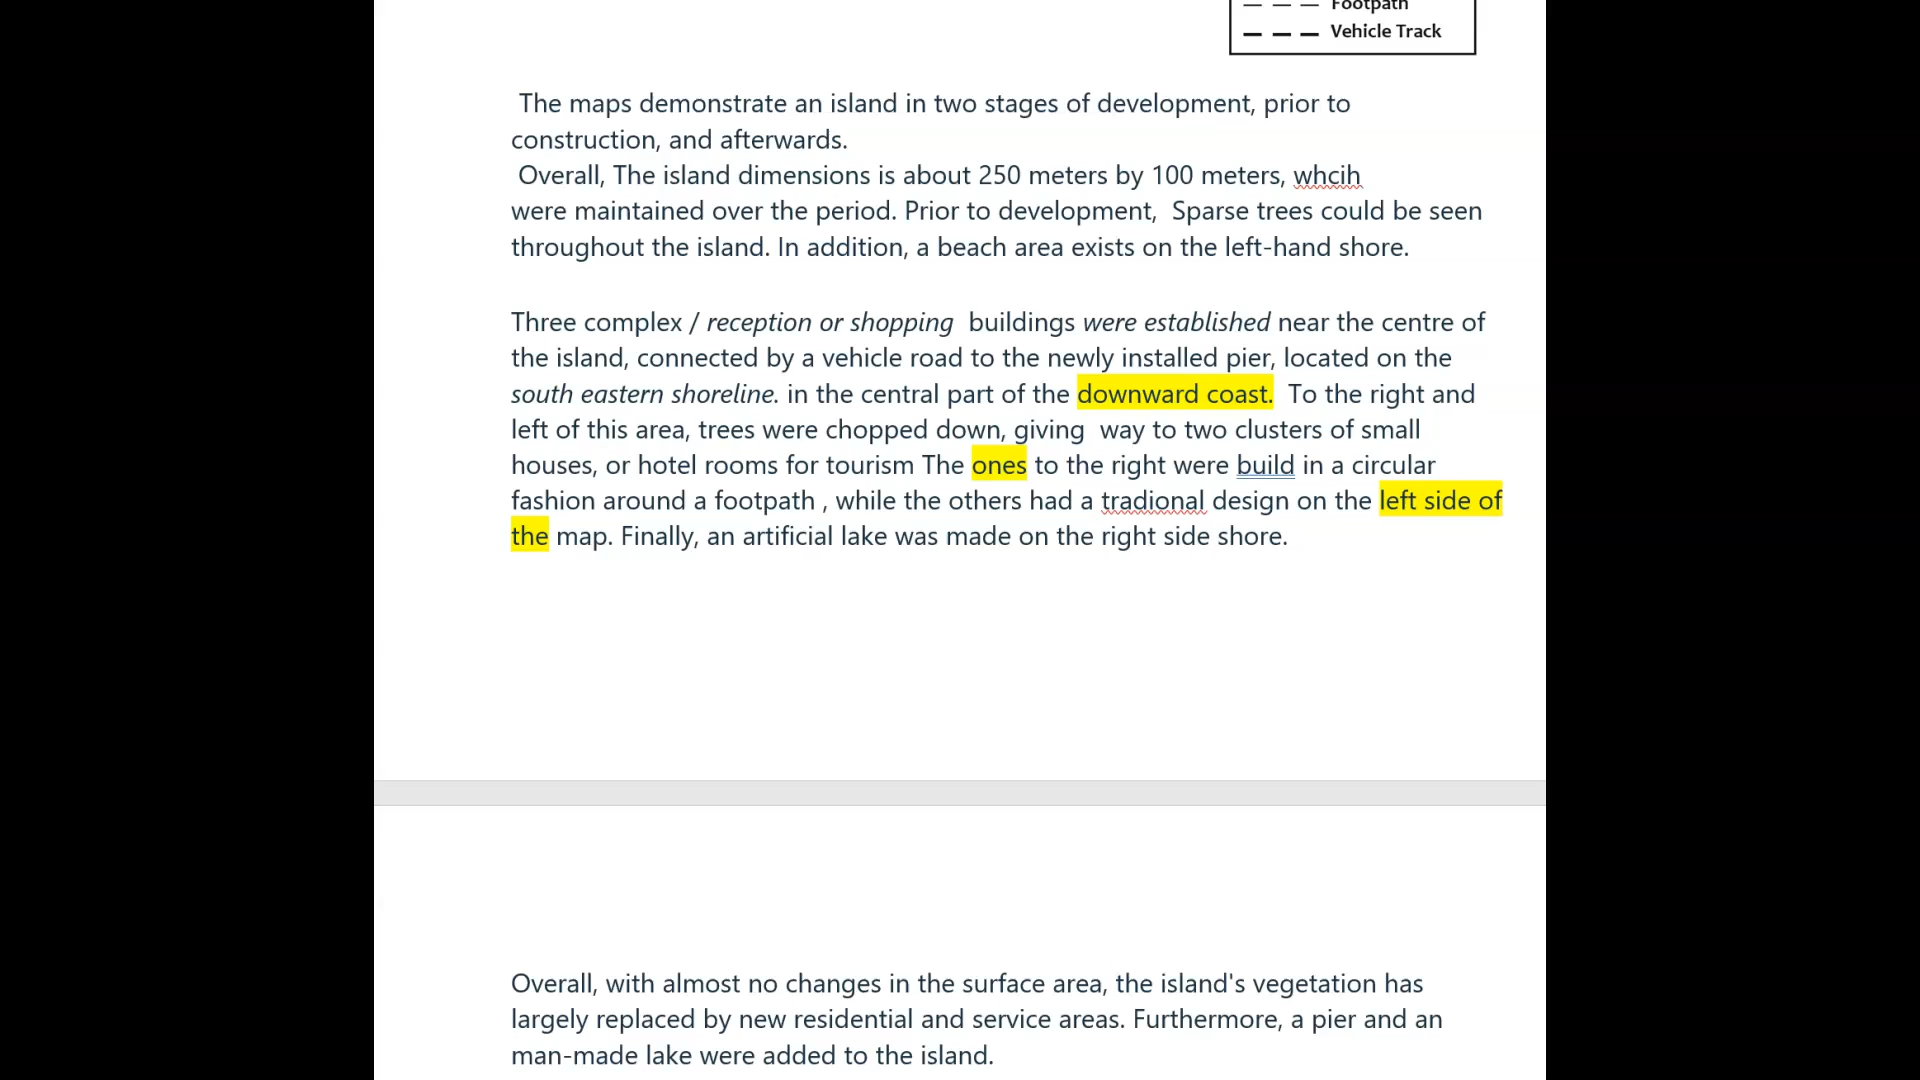 Footpath
Vehicle Track
The maps demonstrate an island in two stages of development, prior to
construction, and afterwards.
Overall, The island dimensions is about 250 meters by 100 meters, whcih
were maintained over the period. Prior to development,  Sparse trees could be seen
throughout the island. In addition, a beach area exists on the left-hand shore.
Three complex / reception or shopping  buildings were established near the centre of
the island, connected by a vehicle road to the newly installed pier, located on the
south eastern shoreline. in the central part of the downward coast.  To the right and
left of this area, trees were chopped down, giving  way to two clusters of small
houses, or hotel rooms for tourism The ones to the right were build in a circular
fashion around a footpath , while the others had a tradional design on the left side of
the map. Finally, an artificial lake was made on the right side shore.
Overall, with almost no changes in the surface area, the island's vegetation has
largely replaced by new residential and service areas. Furthermore, a pier and an
man-made lake were added to the island.